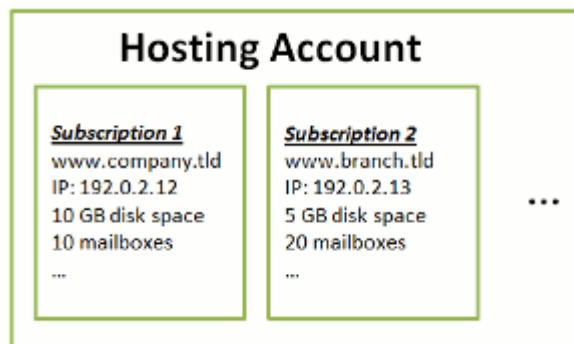 Hosting Account
Subscription 1
www.company.tld
IP: 192.0.2.12
10 GB disk space
10 mailboxes
...
Subscription 2
www.branch.tld
IP: 192.0.2.13
5 GB disk space
20 mailboxes
...
...